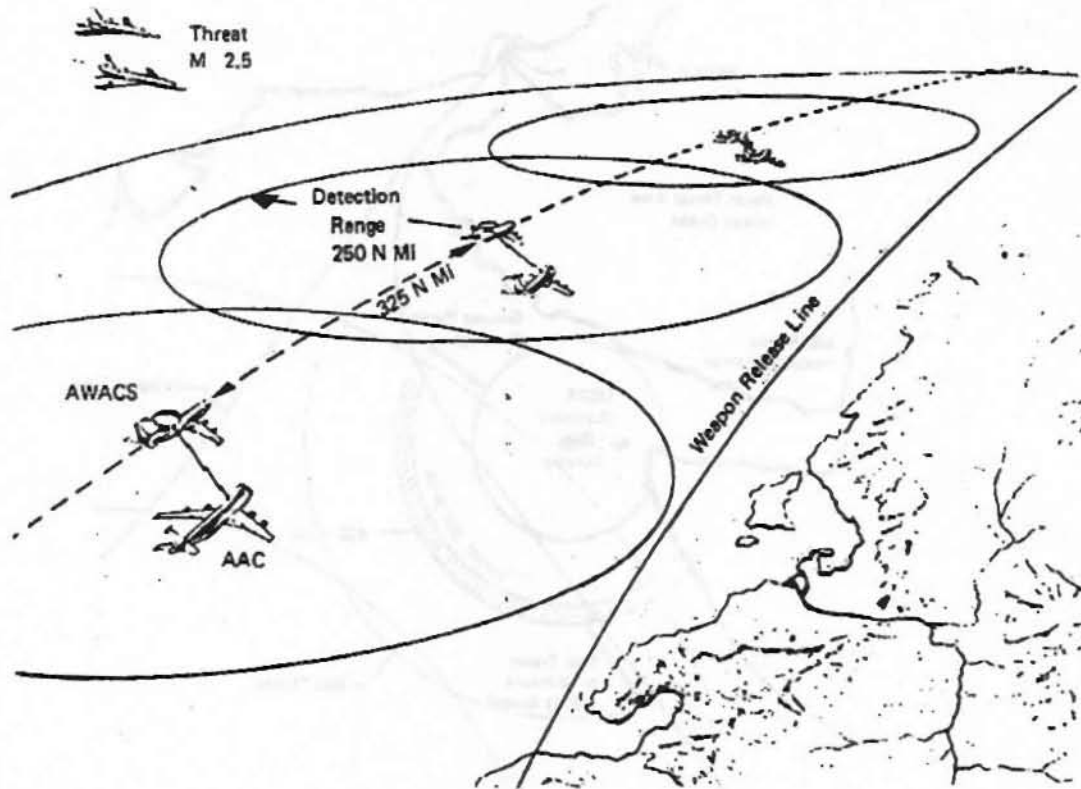 Threat
M 2.5
Detection
Range
250 N Mi
325 N Mi
AWACS
AAC
Weapon Release Line